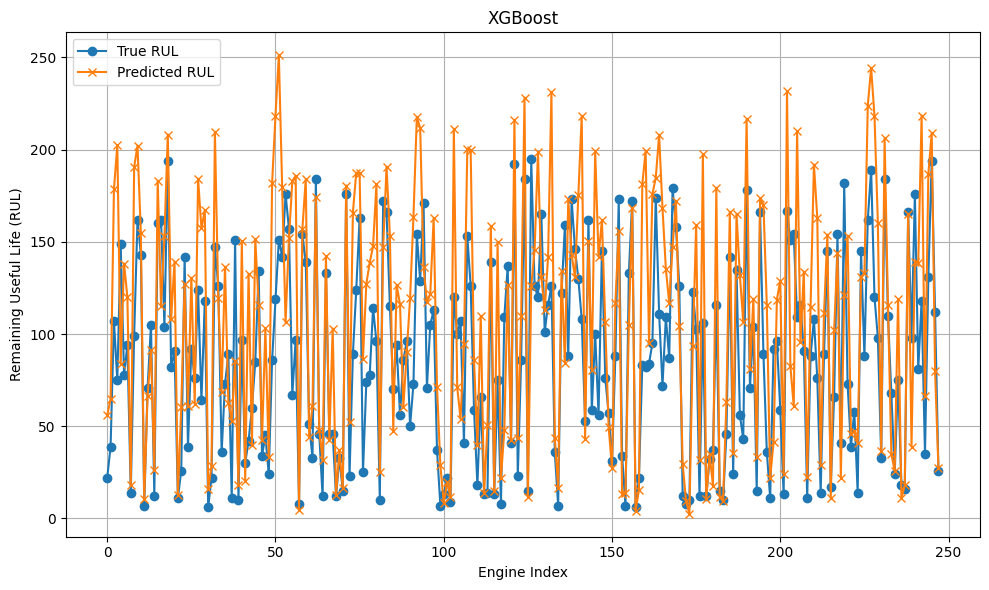 XGBoost
True RUL
Predicted RUL
Remaining Useful Life (RUL)
250
200
150
100
50
0
0 50 100 150 200 250
Engine Index